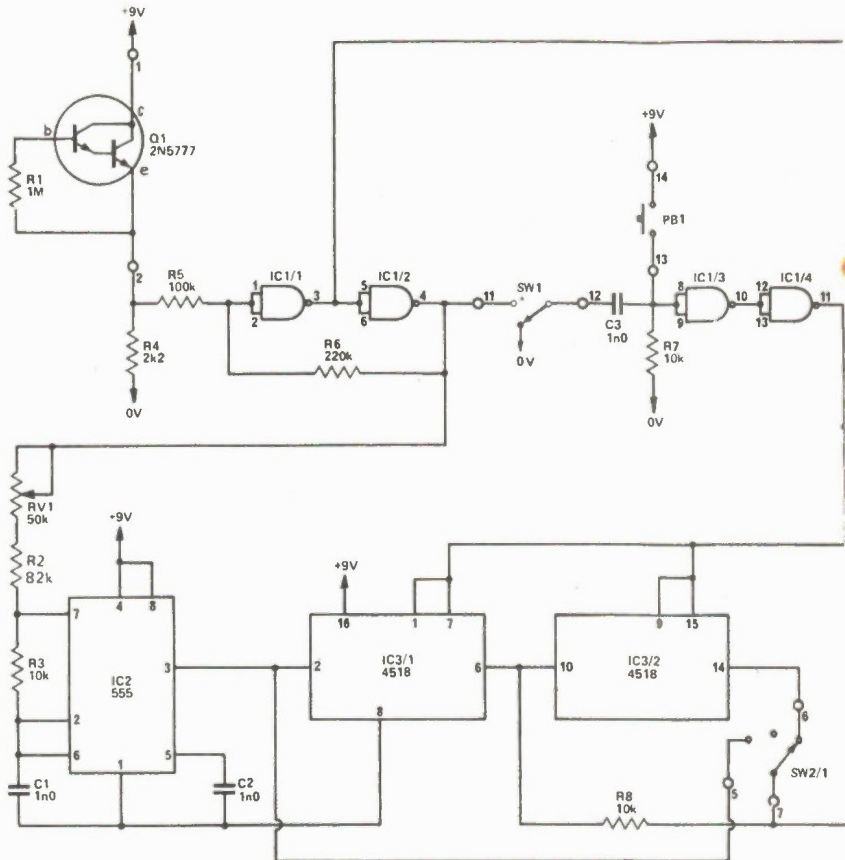 +9V
1
c
b
Q1
2N5777
e
R1
1M
2
R5
100k
IC1/1
1
2
3
IC1/2
5
6
4
R6
220k
R4
2k2
0V
11
SW1
12
0V
C3
1n0
+9V
14
PB1
13
IC1/3
8
9
10
IC1/4
12
13
11
R7
10k
0V
RV1
50k
R2
82k
R3
10k
+9V
4
8
7
IC2
555
3
2
6
5
1
C1
1n0
C2
1n0
+9V
16
1
7
2
IC3/1
4518
6
8
9
15
10
IC3/2
4518
14
6
SW2/1
5
7
R8
10k